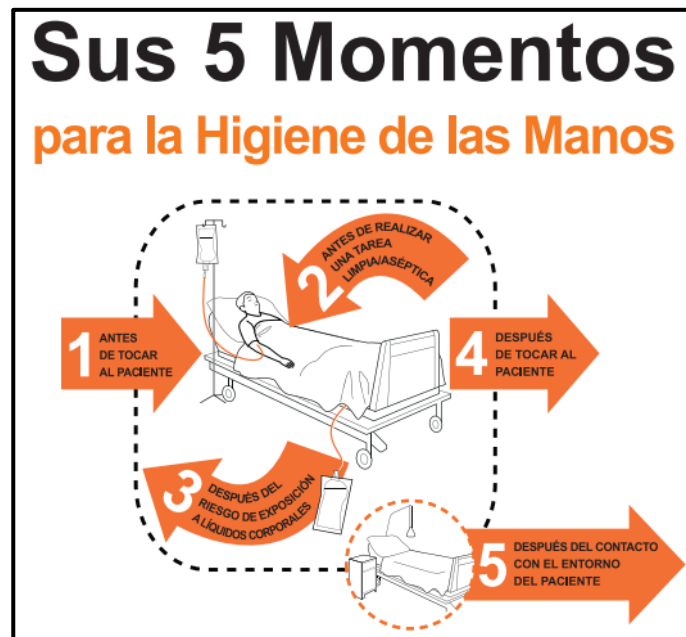 Sus 5 Momentos
para la Higiene de las Manos
1 ANTES
DE TOCAR
AL PACIENTE
2 ANTES DE REALIZAR
UNA TAREA
LIMPIA/ASÉPTICA
3 DESPUÉS DEL
RIESGO DE EXPOSICIÓN
A LÍQUIDOS CORPORALES
4 DESPUÉS
DE TOCAR AL
PACIENTE
5 DESPUÉS DEL CONTACTO
CON EL ENTORNO
DEL PACIENTE